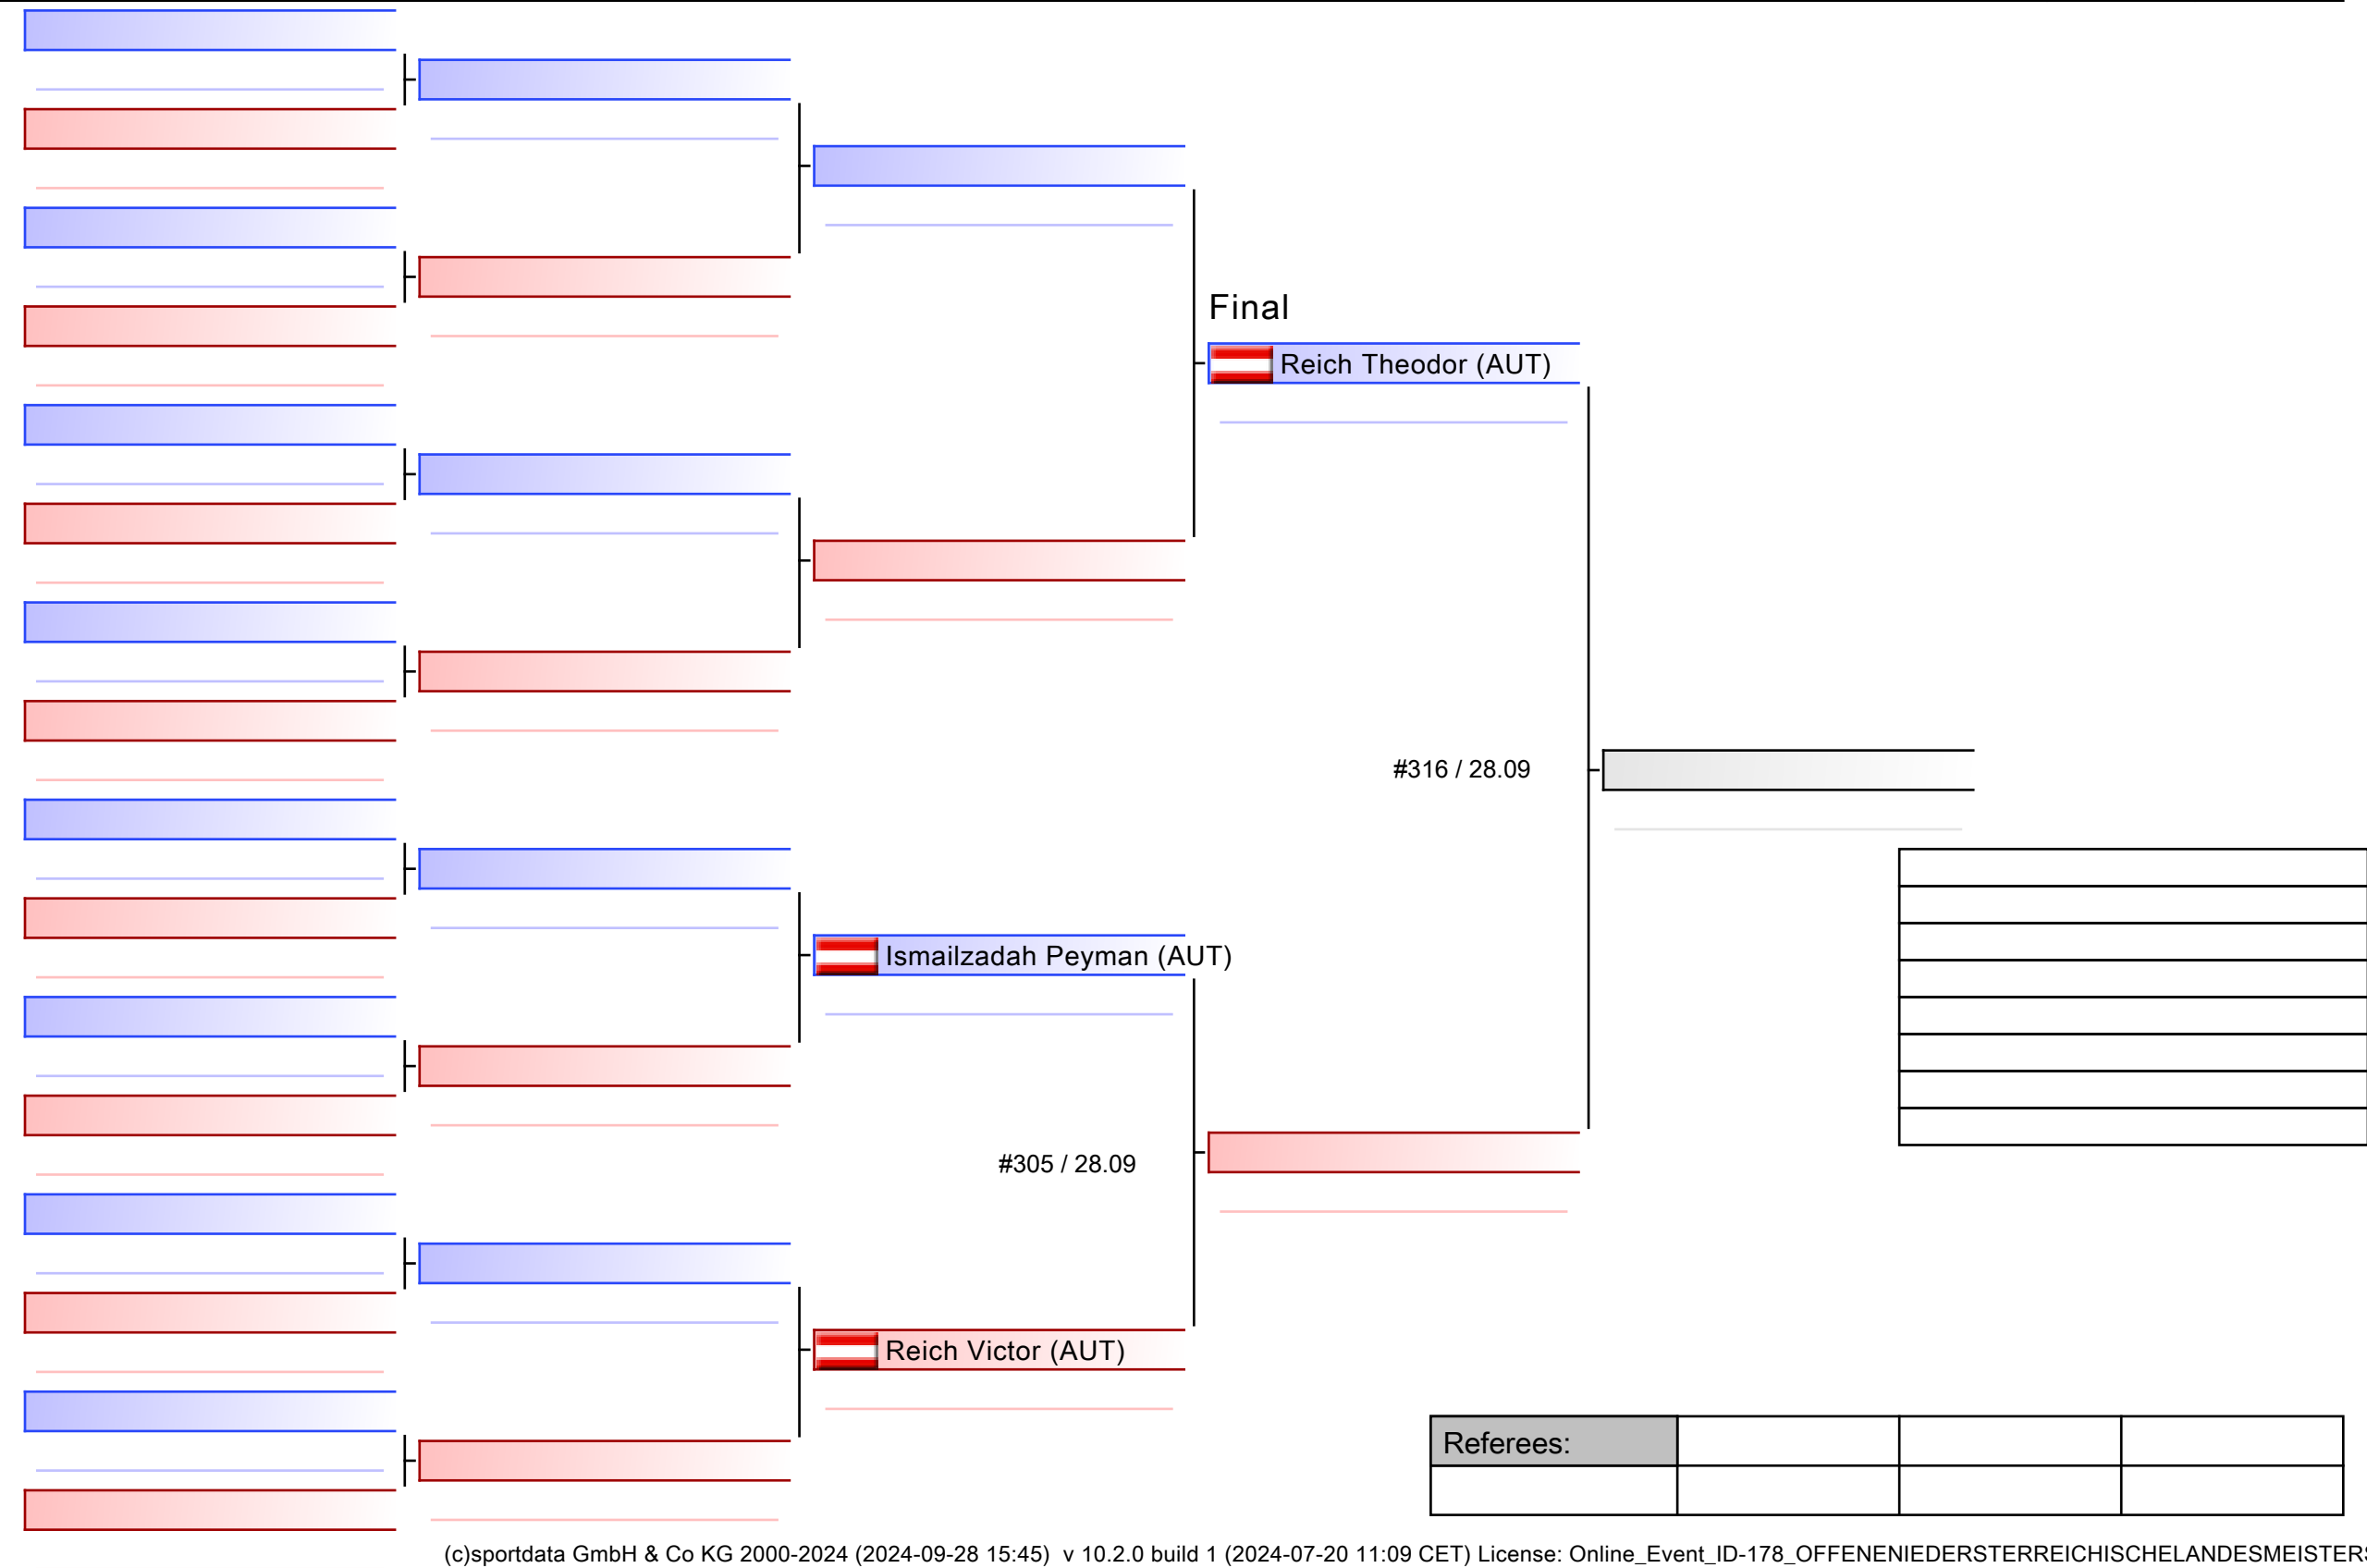 Final
Reich Theodor (AUT)
#316 / 28.09
Ismailzadah Peyman (AUT)
#305 / 28.09
Reich Victor (AUT)
Referees:
(c)sportdata GmbH & Co KG 2000-2024 (2024-09-28 15:45) v 10.2.0 build 1 (2024-07-20 11:09 CET) License: Online_Event_ID-178_OFFENENIEDERSTERREICHISCHELANDESMEISTERS